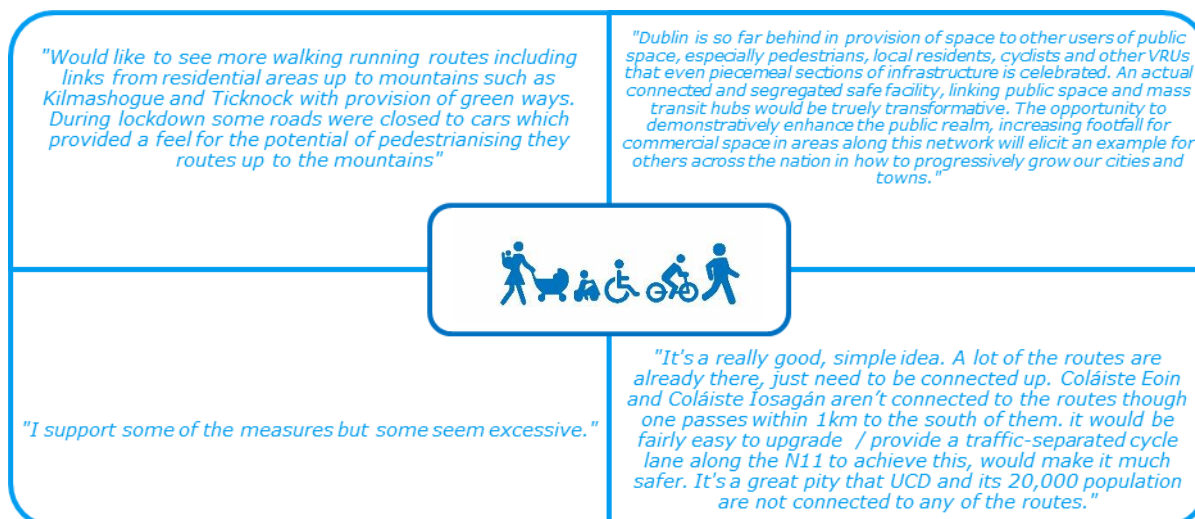 "Would like to see more walking running routes including
links from residential areas up to mountains such as
Kilmashogue and Ticknock with provision of green ways.
During lockdown some roads were closed to cars which
provided a feel for the potential of pedestrianising they
routes up to the mountains"
"Dublin is so far behind in provision of space to other users of public
space, especially pedestrians, local residents, cyclists and other VRUs
that even piecemeal sections of infrastructure is celebrated. An actual
connected and segregated safe facility, linking public space and mass
transit hubs would be truely transformative. The opportunity to
demonstratively enhance the public realm, increasing footfall for
commercial space in areas along this network will elicit an example for
others across the nation in how to progressively grow our cities and
towns."
"I support some of the measures but some seem excessive."
"It's a really good, simple idea. A lot of the routes are
already there, just need to be connected up. Coláiste Eoin
and Coláiste Íosagán aren't connected to the routes though
one passes within 1km to the south of them. it would be
fairly easy to upgrade / provide a traffic-separated cycle
lane along the N11 to achieve this, would make it much
safer. It's a great pity that UCD and its 20,000 population
are not connected to any of the routes."